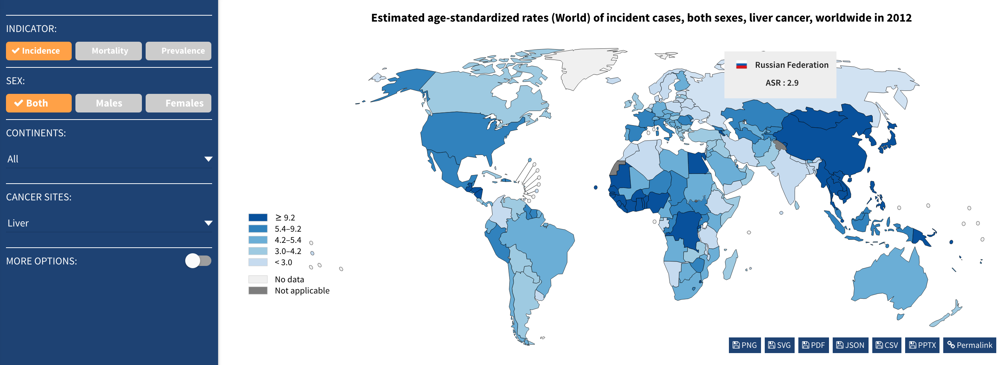 Estimated age-standardized rates (World) of incident cases, both sexes, liver cancer, worldwide in 2012
INDICATOR:
Incidence
Mortality
Prevalence
SEX:
Both
Males
Females
CONTINENTS:
All
CANCER SITES:
Liver
MORE OPTIONS:
Russian Federation
ASR : 2.9
≥ 9.2
5.4–9.2
4.2–5.4
3.0–4.2
< 3.0
No data
Not applicable
PNG
SVG
PDF
JSON
CSV
PPTX
Permalink